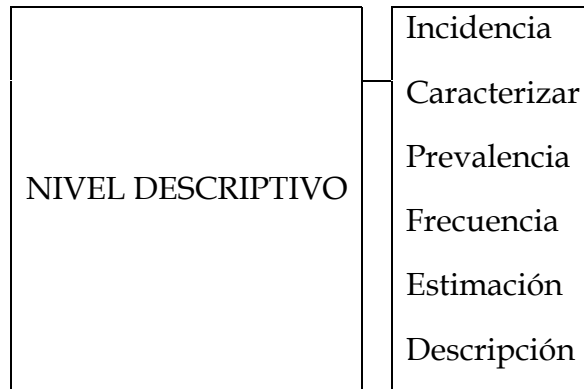 NIVEL DESCRIPTIVO
Incidencia
Caracterizar
Prevalencia
Frecuencia
Estimación
Descripción